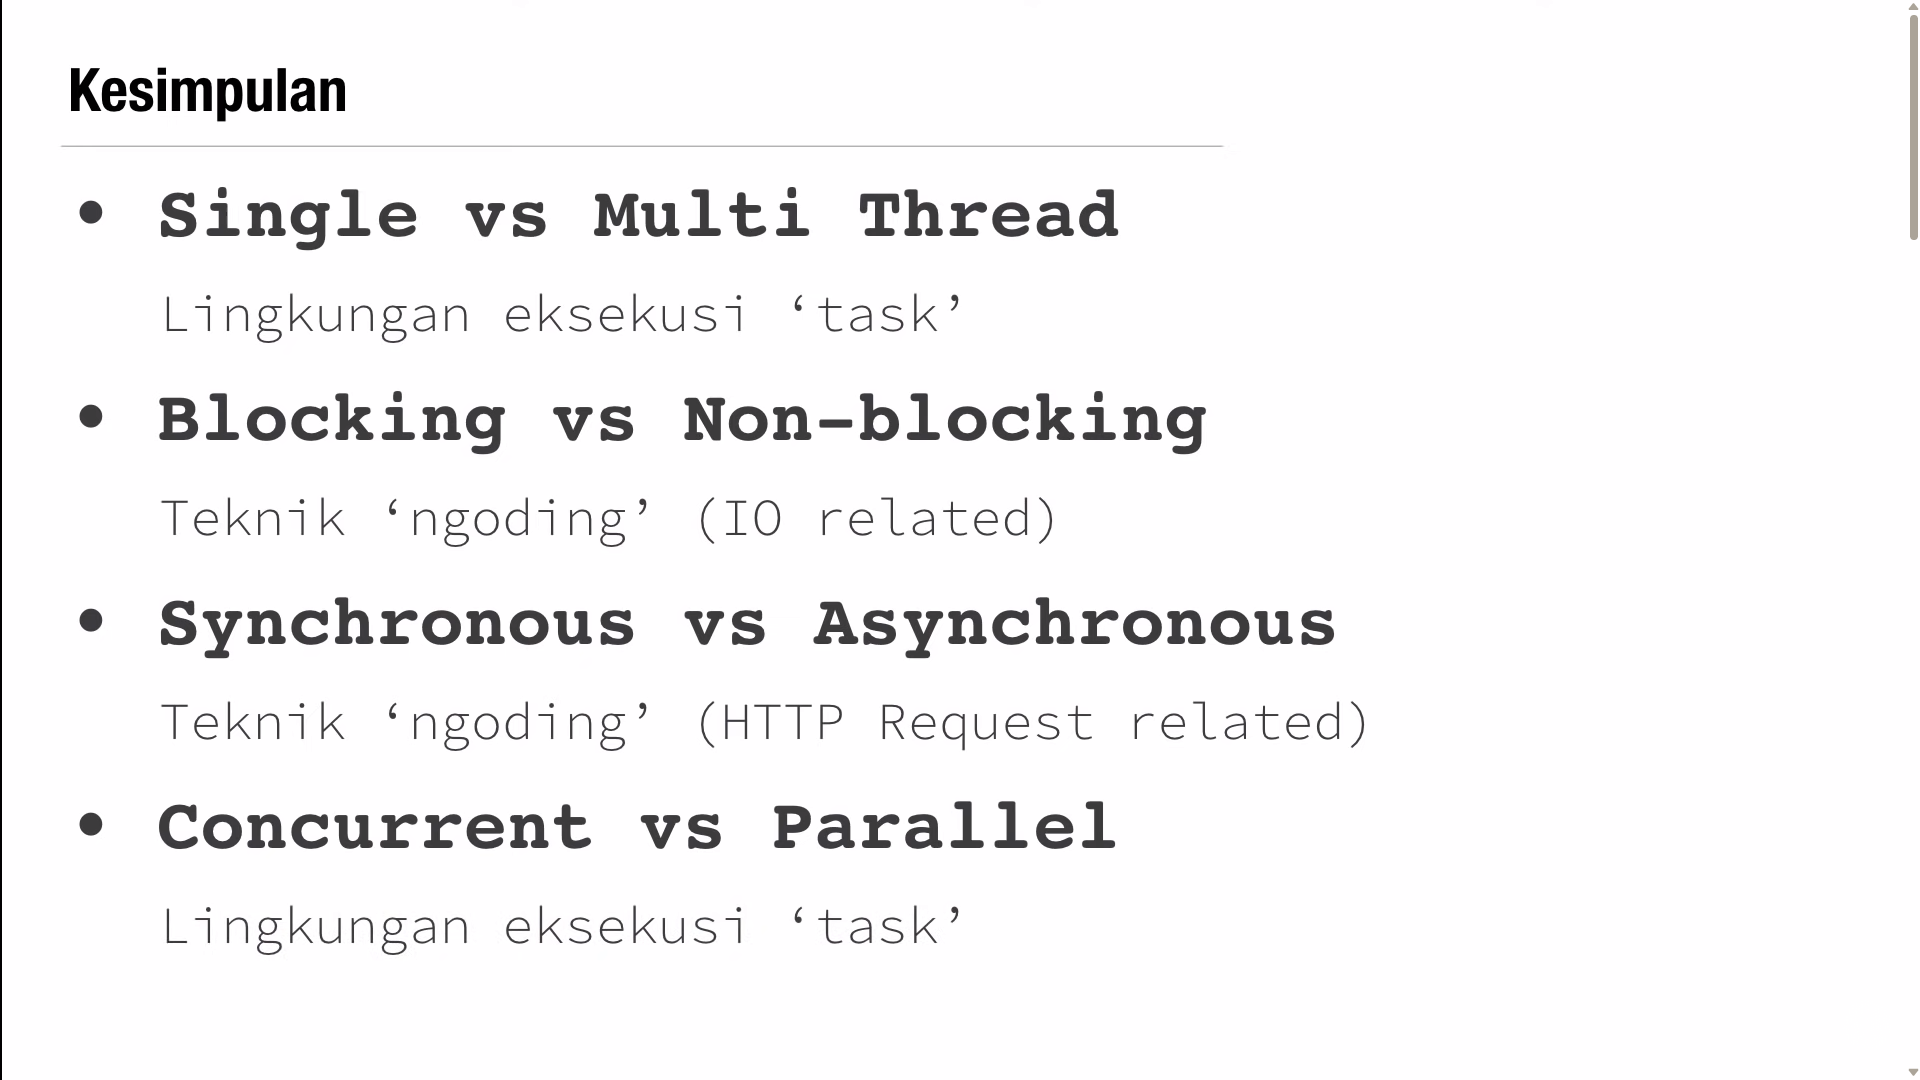 Kesimpulan
• Single vs Multi Thread
Lingkungan eksekusi ‘task’
• Blocking vs Non-blocking
Teknik ‘ngoding’ (IO related)
• Synchronous vs Asynchronous
Teknik ‘ngoding’ (HTTP Request related)
• Concurrent vs Parallel
Lingkungan eksekusi ‘task’